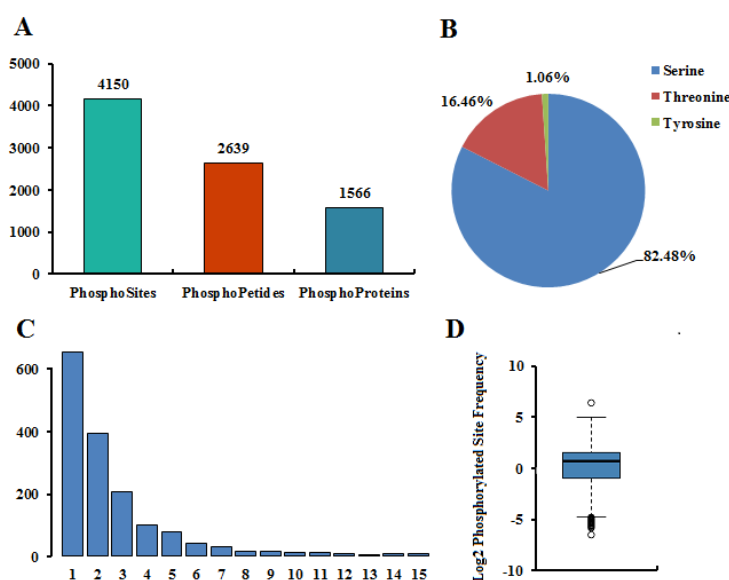 A
5000
4000
3000
2000
1000
0
4150
2639
1566
PhosphoSites
PhosphoPetides
PhosphoProteins
B
1.06%
16.46%
82.48%
Serine
Threonine
Tyrosine
C
600
400
200
0
1 2 3 4 5 6 7 8 9 10 11 12 13 14 15
D
Log2 Phosphorylated Site Frequency
10
5
0
-5
-10